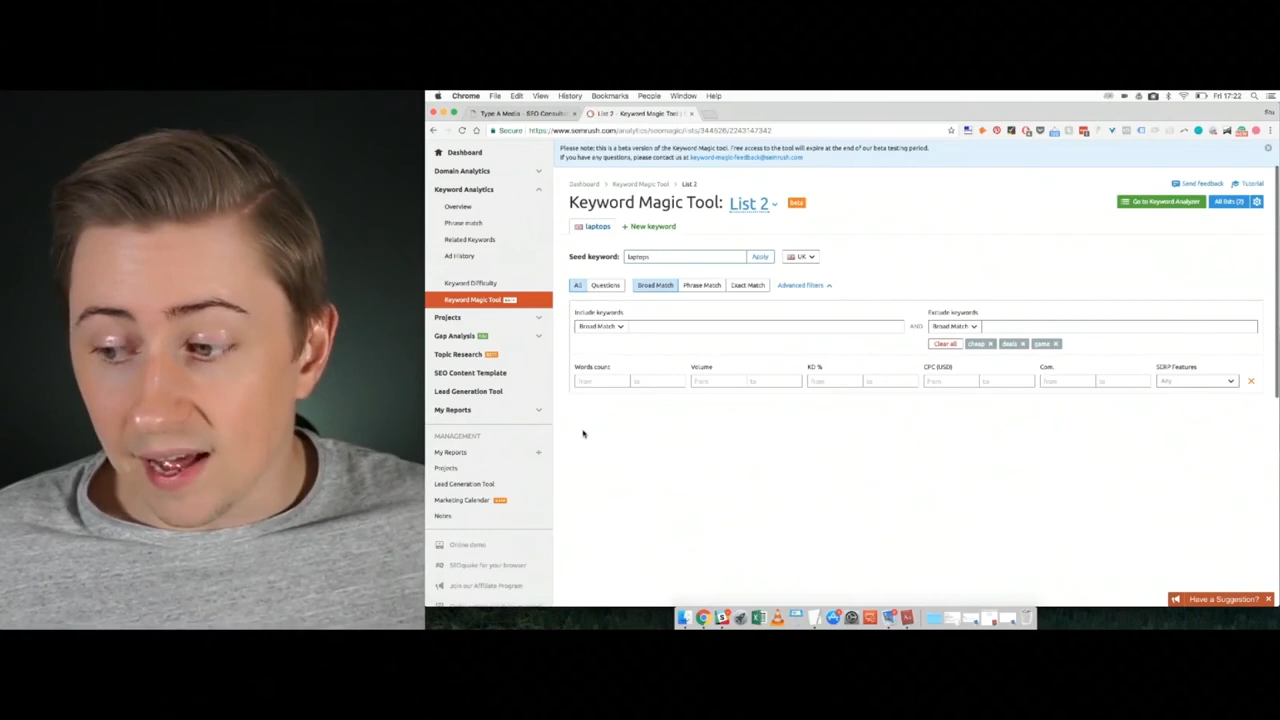 Chrome File Edit View History Bookmarks People Window Help
Fri 17:22
Type A Media - SEO Consultan
List 2 - Keyword Magic Tool |
Secure https://www.semrush.com/analytics/seomagic/lists/344526/2243147342
Please note: this is a beta version of the Keyword Magic tool. Free access to the tool will expire at the end of our beta testing period.
If you have any questions, please contact us at keyword-magic-feedback@semrush.com
Dashboard
Domain Analytics
Keyword Analytics
Overview
Phrase match
Related Keywords
Ad History
Keyword Difficulty
Keyword Magic Tool BETA
Projects
Gap Analysis
Topic Research BETA
SEO Content Template
Lead Generation Tool
My Reports
MANAGEMENT
My Reports +
Projects
Lead Generation Tool
Marketing Calendar
Notes
Online demo
SEOquake for your browser
Join our Affiliate Program
Dashboard Keyword Magic Tool List 2
Send Feedback Tutorial
Keyword Magic Tool: List 2 beta
Go to Keyword Analyzer
All lists (2)
laptops + New keyword
Seed keyword: laptops Apply UK
All Questions Broad Match Phrase Match Exact Match Advanced filters
Include keywords
Broad Match
AND
Exclude keywords
Broad Match
Clear all cheap × deals × game ×
Words count Volume KD % CPC (USD) Com. SERP Features
From to From to From to From to From to Any
Have a Suggestion? ×